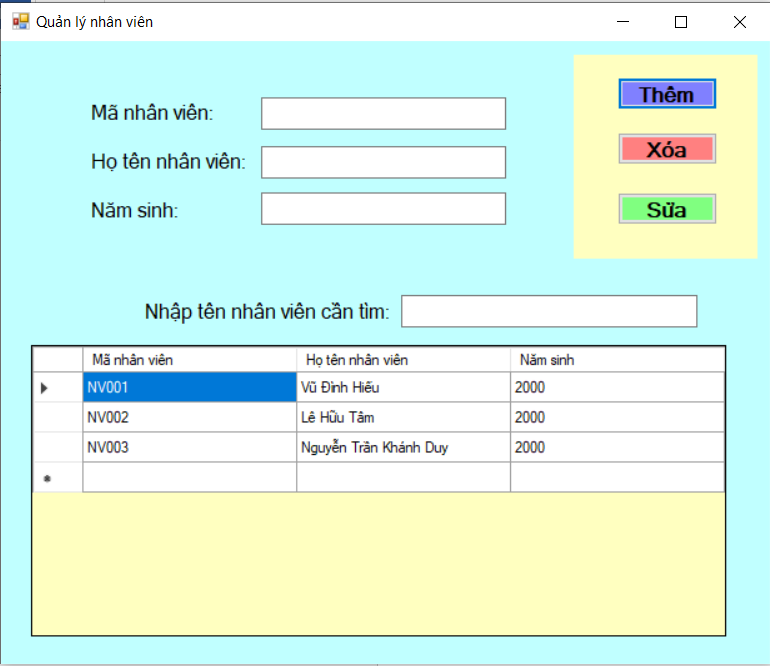 Quản lý nhân viên
Mã nhân viên:
Thêm
Họ tên nhân viên:
Xóa
Năm sinh:
Sữa
Nhập tên nhân viên cần tìm:
Mã nhân viên Họ tên nhân viên Năm sinh
NV001 Vũ Đình Hiếu 2000
NV002 Lê Hữu Tâm 2000
NV003 Nguyễn Trần Khánh Duy 2000